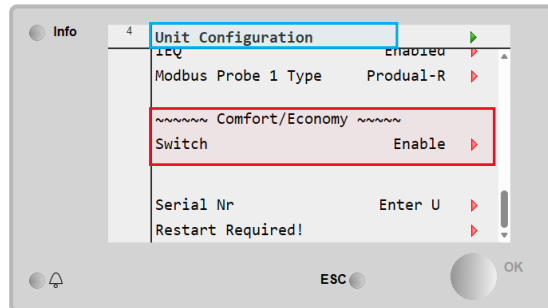 Info
4
Unit Configuration
IEQ Enabled
Modbus Probe 1 Type Produal-R
~~~~~~ Comfort/Economy ~~~~~
Switch Enable
Serial Nr Enter U
Restart Required!
ESC
OK